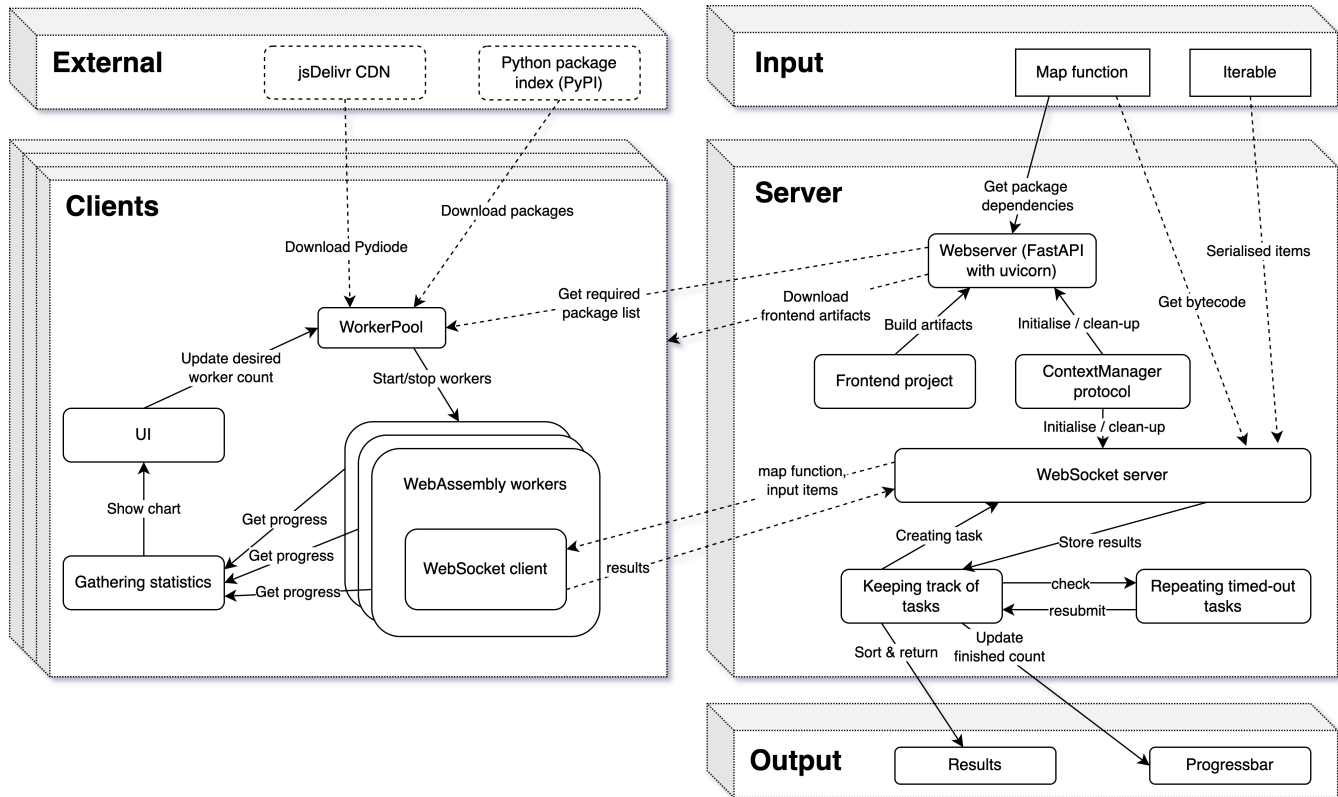 External
jsDelivr CDN
Python package
index (PyPI)
Input
Map function
Iterable
Clients
Download packages
Download Pydiode
WorkerPool
Get required
package list
Update desired
worker count
Start/stop workers
UI
Show chart
WebAssembly workers
Get progress
Get progress
Get progress
Gathering statistics
WebSocket client
results
map function,
input items
Download
frontend artifacts
Server
Get package
dependencies
Webserver (FastAPI
with uvicorn)
Serialised items
Get bytecode
Build artifacts
Initialise / clean-up
Frontend project
ContextManager
protocol
Initialise / clean-up
WebSocket server
Creating task
Store results
Keeping track of
tasks
check
resubmit
Repeating timed-out
tasks
Sort & return
Update
finished count
Output
Results
Progressbar